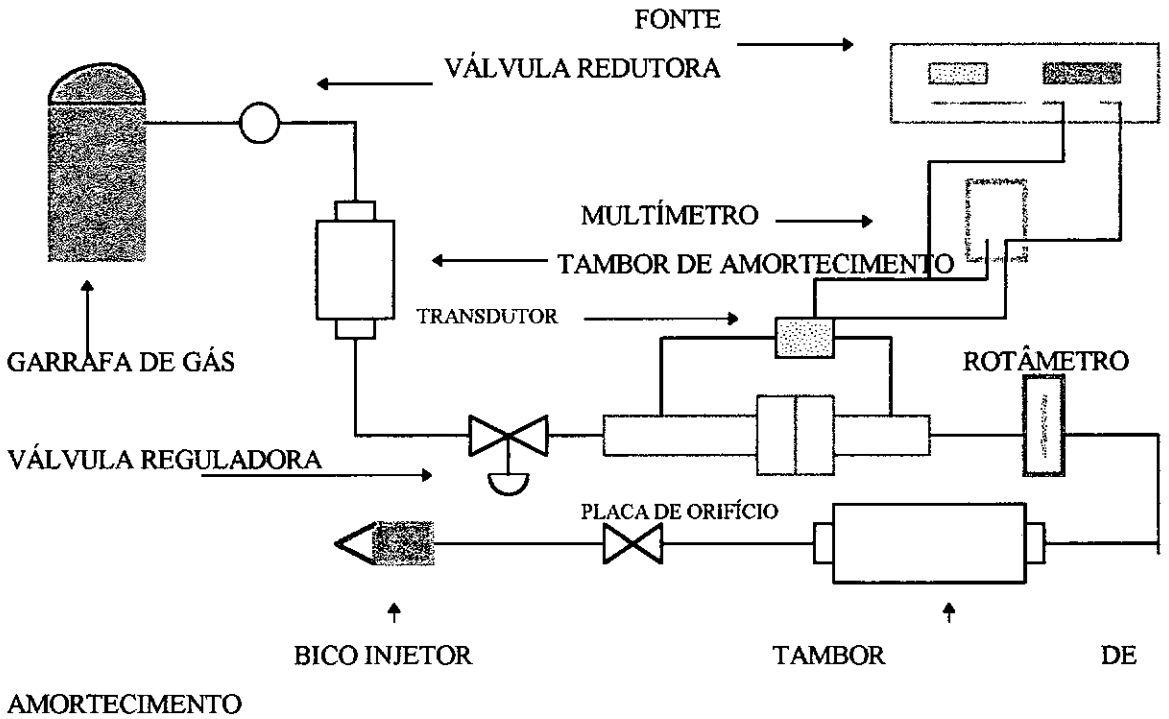 FONTE
VÁLVULA REDUTORA
MULTÍMETRO
TAMBOR DE AMORTECIMENTO
TRANSDUTOR
GARRAFA DE GÁS
ROTÂMETRO
VÁLVULA REGULADORA
PLACA DE ORIFÍCIO
BICO INJETOR
TAMBOR DE
AMORTECIMENTO